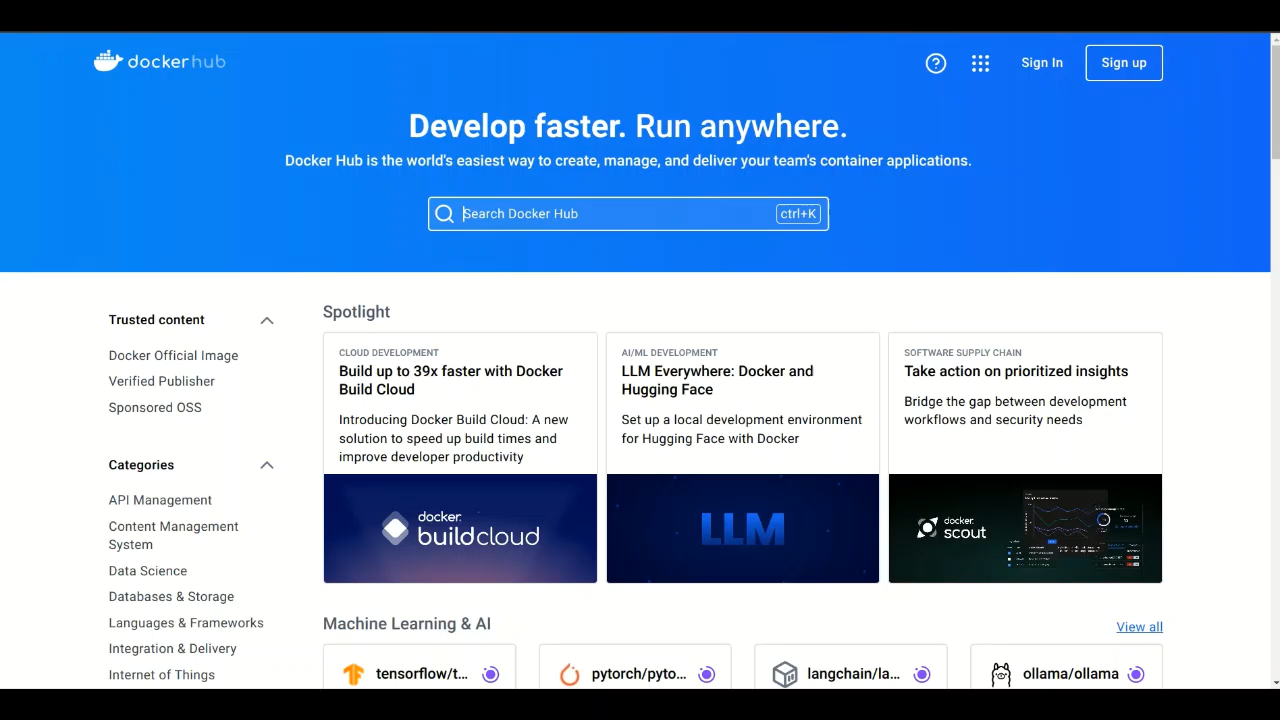 dockerhub
Sign In
Sign up
Develop faster. Run anywhere.
Docker Hub is the world's easiest way to create, manage, and deliver your team's container applications.
Search Docker Hub
ctrl+K
Trusted content
Docker Official Image
Verified Publisher
Sponsored OSS
Categories
API Management
Content Management
System
Data Science
Databases & Storage
Languages & Frameworks
Integration & Delivery
Internet of Things
Spotlight
CLOUD DEVELOPMENT
Build up to 39x faster with Docker
Build Cloud
Introducing Docker Build Cloud: A new
solution to speed up build times and
improve developer productivity
docker
buildcloud
AI/ML DEVELOPMENT
LLM Everywhere: Docker and
Hugging Face
Set up a local development environment
for Hugging Face with Docker
LLM
SOFTWARE SUPPLY CHAIN
Take action on prioritized insights
Bridge the gap between development
workflows and security needs
docker
scout
Machine Learning & AI
View all
tensorflow/t...
pytorch/pyto...
langchain/la...
ollama/ollama